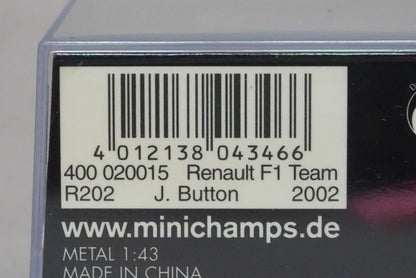 4 012138 043466
400 020015 Renault F1 Team
R202 J. Button 2002
www.minichamps.de
METAL 1:43
MADE IN CHINA